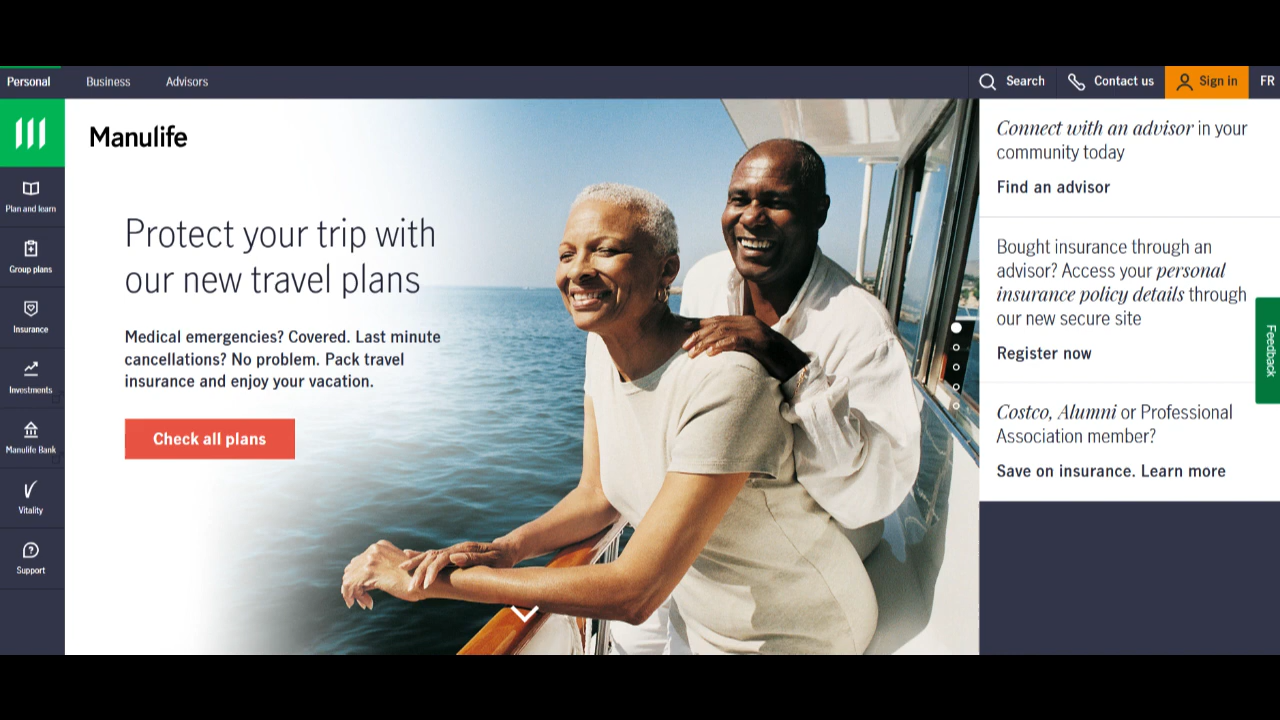 Personal
Business
Advisors
Search
Contact us
Sign in
FR
Manulife
Plan and learn
Group plans
Insurance
Investments
Manulife Bank
Vitality
Support
Protect your trip with
our new travel plans
Medical emergencies? Covered. Last minute
cancellations? No problem. Pack travel
insurance and enjoy your vacation.
Check all plans
Connect with an advisor in your
community today
Find an advisor
Bought insurance through an
advisor? Access your personal
insurance policy details through
our new secure site
Register now
Costco, Alumni or Professional
Association member?
Save on insurance. Learn more
Feedback